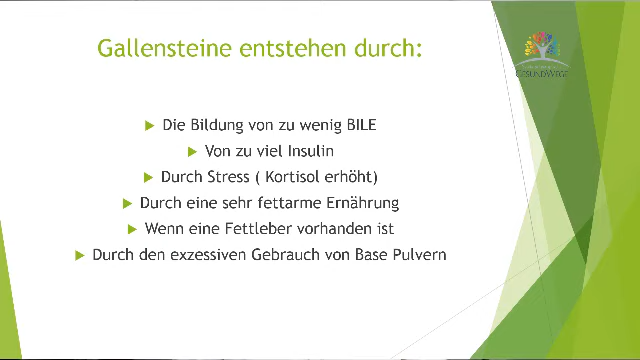 Gallensteine entstehen durch:
GESUNDWEGE
Die Bildung von zu wenig BILE
Von zu viel Insulin
Durch Stress ( Kortisol erhöht)
Durch eine sehr fettarme Ernährung
Wenn eine Fettleber vorhanden ist
Durch den exzessiven Gebrauch von Base Pulvern